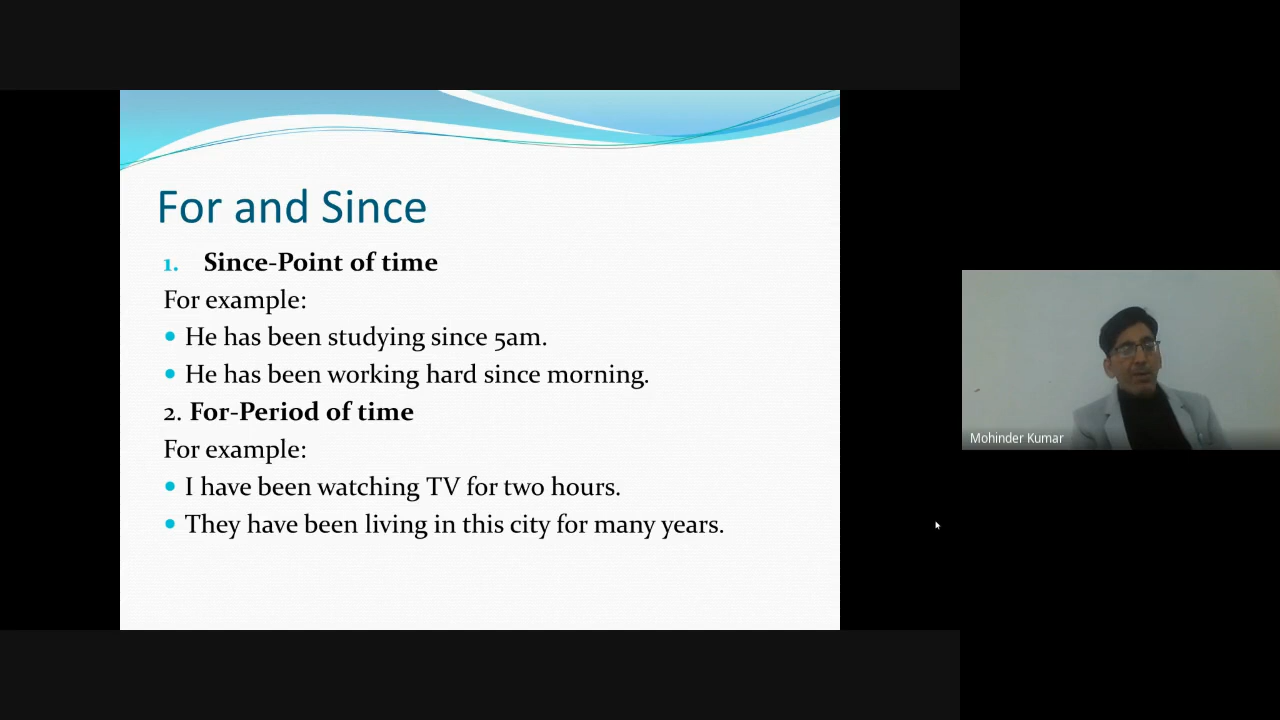 For and Since
1. Since-Point of time
For example:
• He has been studying since 5am.
• He has been working hard since morning.
2. For-Period of time
For example:
• I have been watching TV for two hours.
• They have been living in this city for many years.
Mohinder Kumar